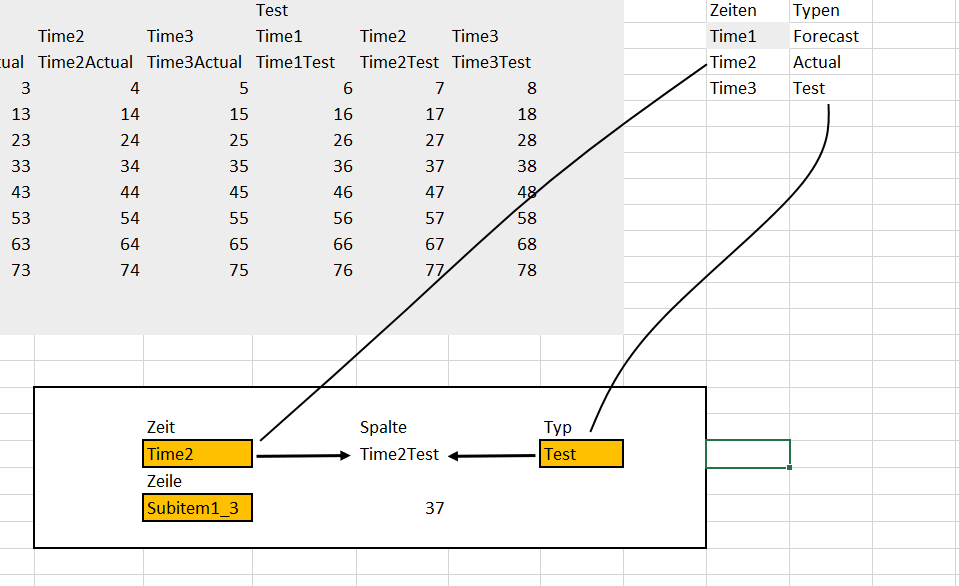 Test Zeiten Typen
Time2 Time3 Time1 Time2 Time3 Time1 Forecast
Time2Actual Time3Actual Time1Test Time2Test Time3Test Time2 Actual
3 4 5 6 7 8 Time3 Test
13 14 15 16 17 18
23 24 25 26 27 28
33 34 35 36 37 38
43 44 45 46 47 48
53 54 55 56 57 58
63 64 65 66 67 68
73 74 75 76 77 78
Zeit Spalte Typ
Time2 Time2Test Test
Zeile
Subitem1_3 37